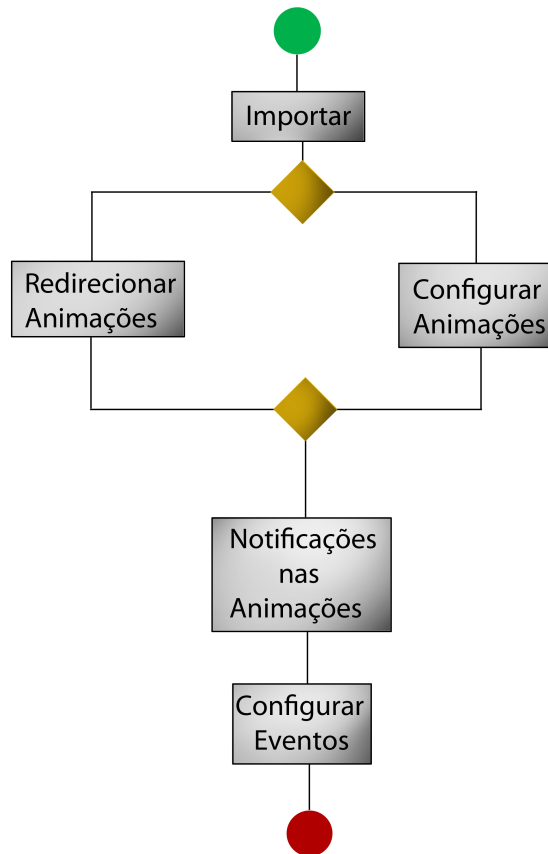 Importar
Redirecionar
Animações
Configurar
Animações
Notificações
nas
Animações
Configurar
Eventos